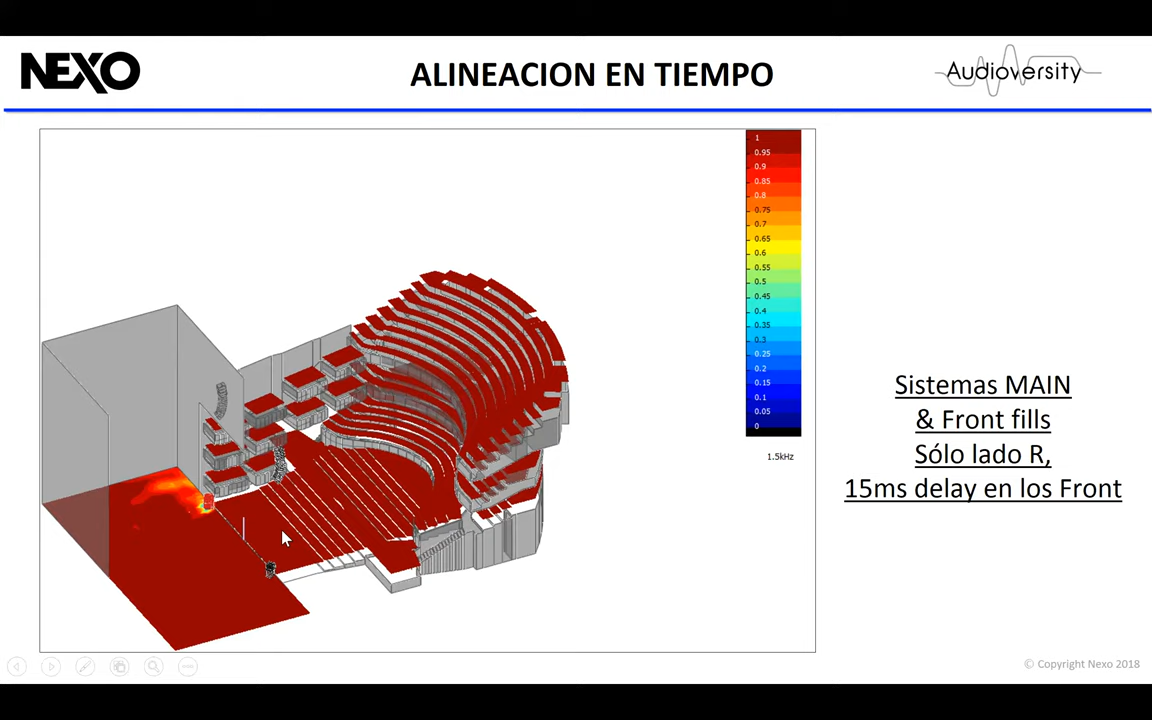 NEXO
ALINEACION EN TIEMPO
Audioversity
1
0.95
0.9
0.85
0.8
0.75
0.7
0.65
0.6
0.55
0.5
0.45
0.4
0.35
0.3
0.25
0.2
0.15
0.1
0.05
0
1.5kHz
Sistemas MAIN
& Front fills
Sólo lado R,
15ms delay en los Front
© Copyright Nexo 2018